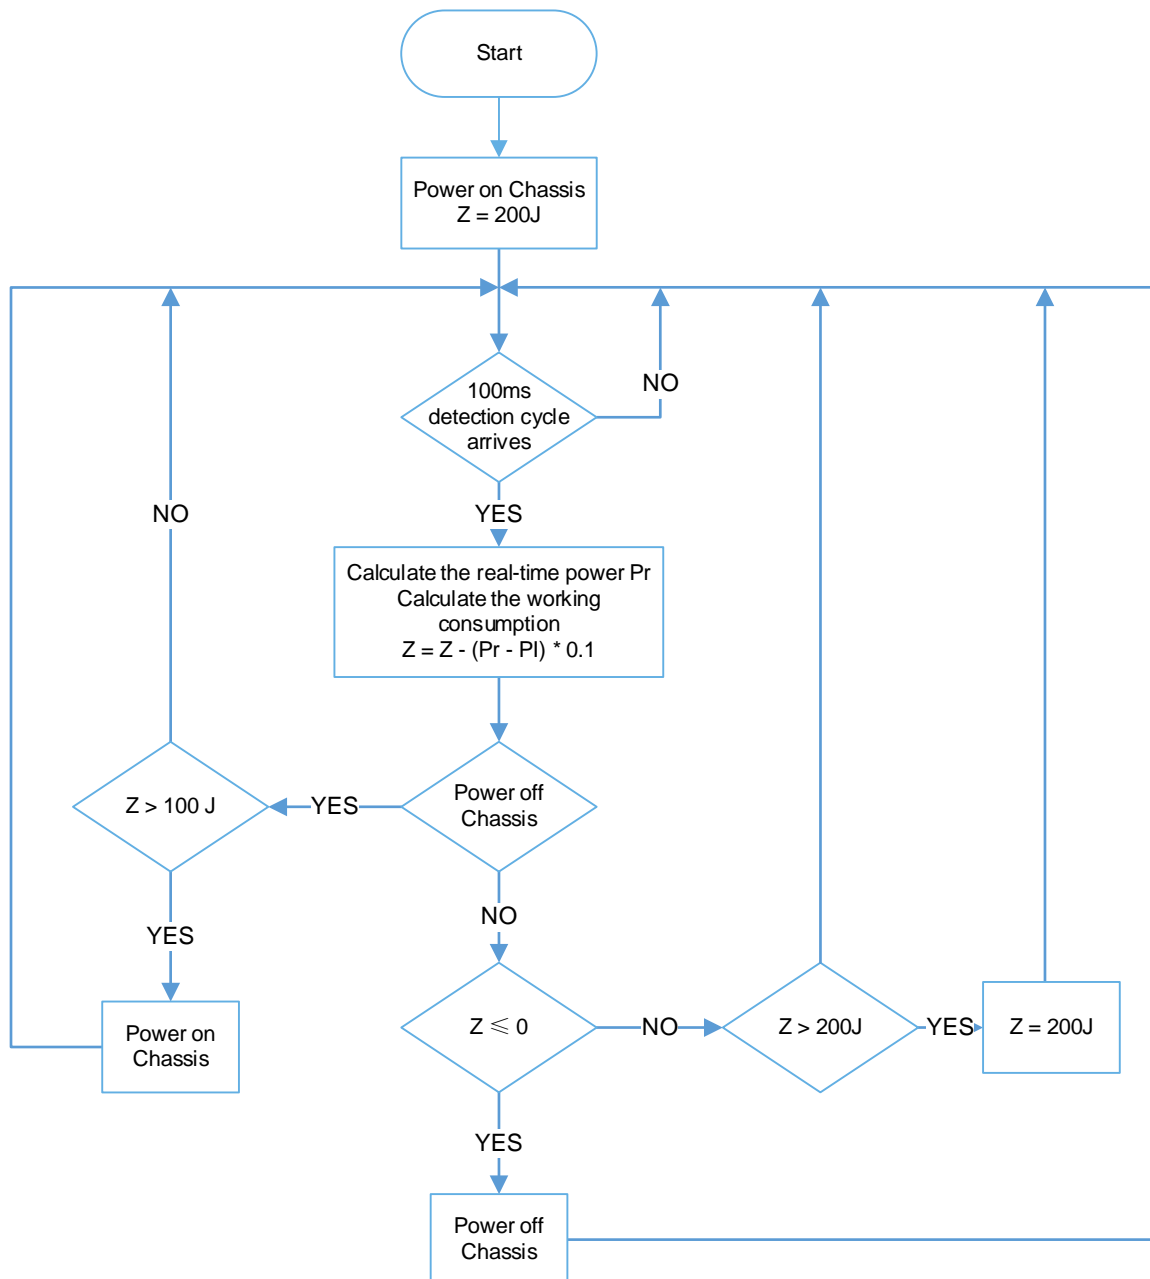 Start
Power on Chassis
Z = 200J
100ms
detection cycle
arrives
NO
YES
NO
Calculate the real-time power Pr
Calculate the working
consumption
Z = Z - (Pr - Pl) * 0.1
Z > 100 J
YES
Power off
Chassis
YES
NO
Power on
Chassis
Z ≤ 0
NO
Z > 200J
YES
Z = 200J
YES
Power off
Chassis